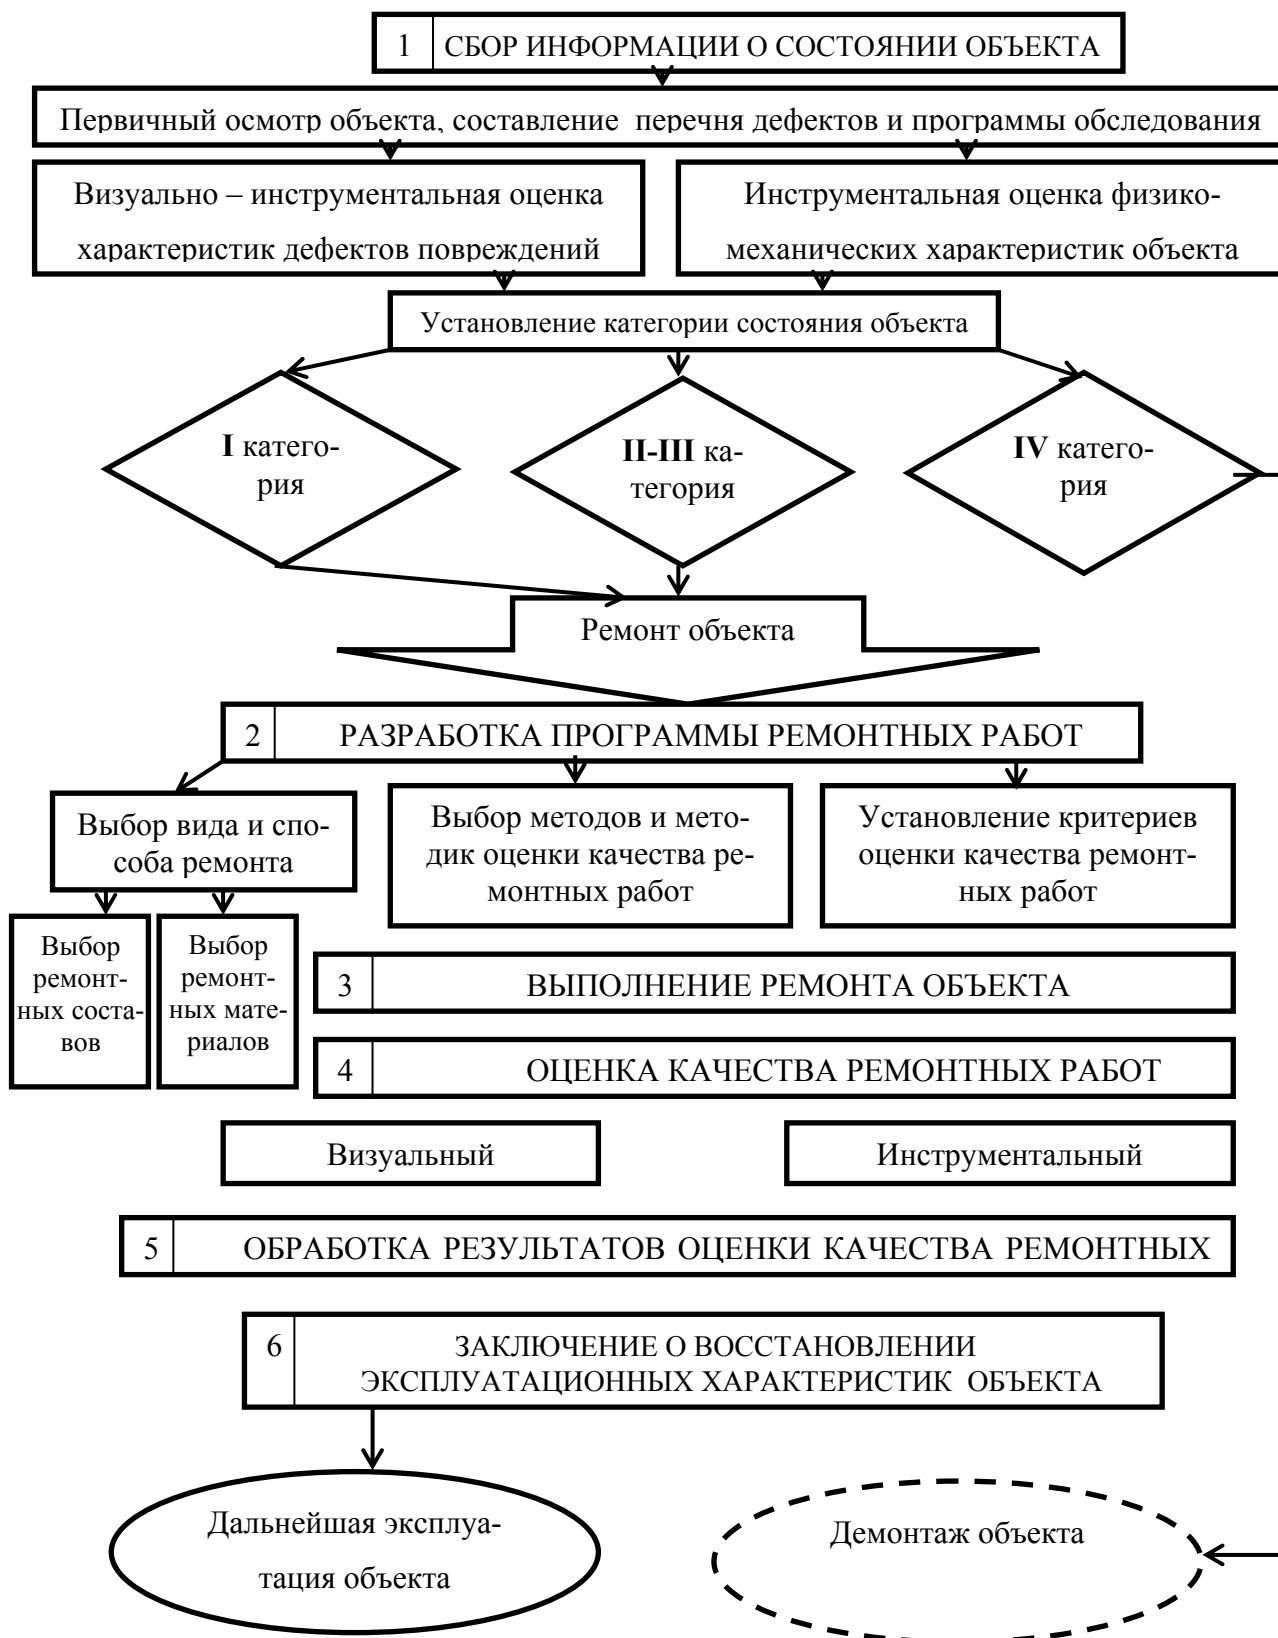 1 СБОР ИНФОРМАЦИИ О СОСТОЯНИИ ОБЪЕКТА
Первичный осмотр объекта, составление перечня дефектов и программы обследования
Визуально – инструментальная оценка
характеристик дефектов повреждений
Инструментальная оценка физико-
механических характеристик объекта
Установление категории состояния объекта
I катего-
рия
II-III ка-
тегория
IV катего-
рия
Ремонт объекта
2 РАЗРАБОТКА ПРОГРАММЫ РЕМОНТНЫХ РАБОТ
Выбор вида и спо-
соба ремонта
Выбор методов и мето-
дик оценки качества ре-
монтных работ
Установление критериев
оценки качества ремонт-
ных работ
Выбор
ремонт-
ных соста-
вов
Выбор
ремонт-
ных мате-
риалов
3 ВЫПОЛНЕНИЕ РЕМОНТА ОБЪЕКТА
4 ОЦЕНКА КАЧЕСТВА РЕМОНТНЫХ РАБОТ
Визуальный
Инструментальный
5 ОБРАБОТКА РЕЗУЛЬТАТОВ ОЦЕНКИ КАЧЕСТВА РЕМОНТНЫХ
6 ЗАКЛЮЧЕНИЕ О ВОССТАНОВЛЕНИИ
ЭКСПЛУАТАЦИОННЫХ ХАРАКТЕРИСТИК ОБЪЕКТА
Дальнейшая эксплуа-
тация объекта
Демонтаж объекта